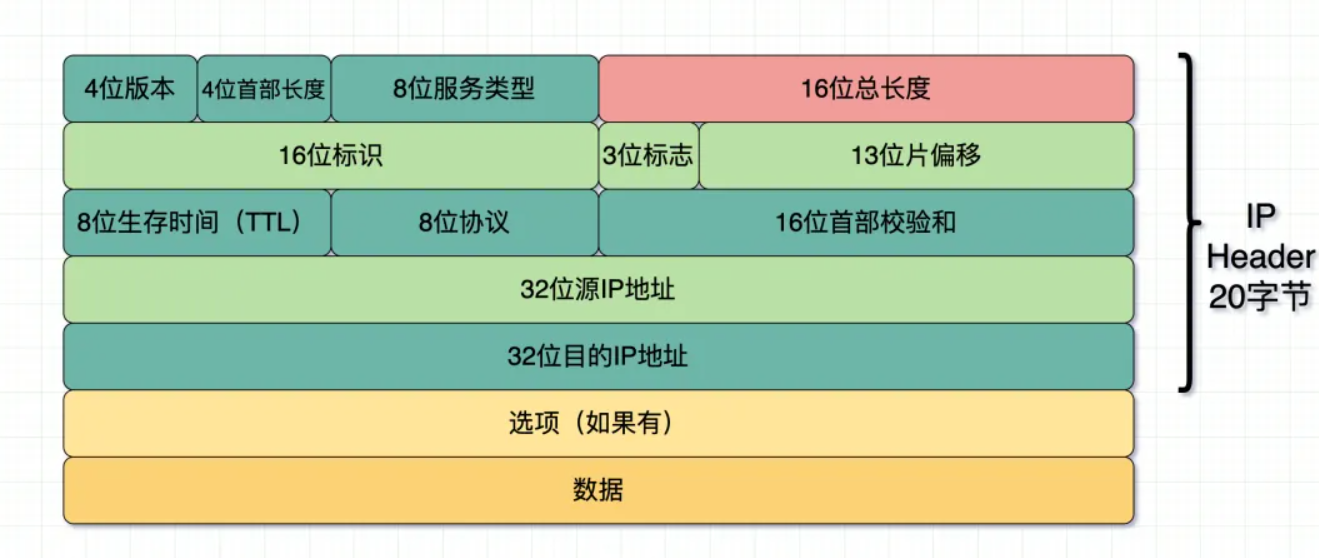 4位版本
4位首部长度
8位服务类型
16位总长度
16位标识
3位标志
13位片偏移
8位生存时间（TTL）
8位协议
16位首部校验和
32位源IP地址
32位目的IP地址
选项（如果有）
数据
IP
Header
20字节